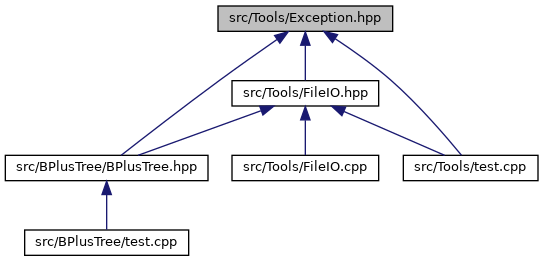 src/Tools/Exception.hpp
src/Tools/FileIO.hpp
src/BPlusTree/BPlusTree.hpp
src/Tools/FileIO.cpp
src/Tools/test.cpp
src/BPlusTree/test.cpp